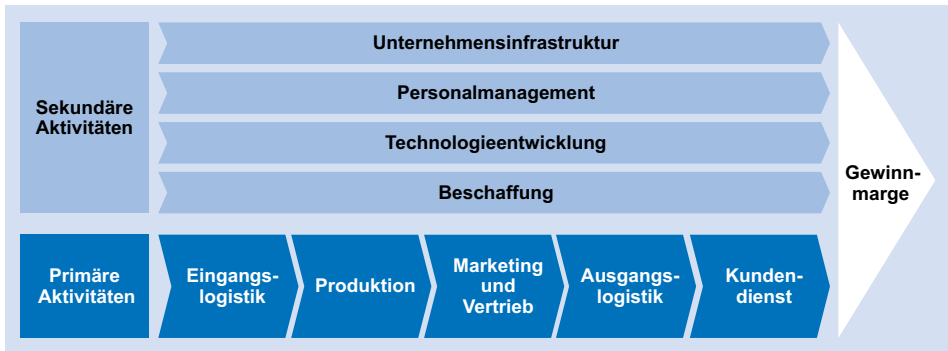 Sekundäre
Aktivitäten
Unternehmensinfrastruktur
Personalmanagement
Technologieentwicklung
Beschaffung
Gewinn-
marge
Primäre
Aktivitäten
Eingangs-
logistik
Produktion
Marketing
und
Vertrieb
Ausgangs-
logistik
Kunden-
dienst